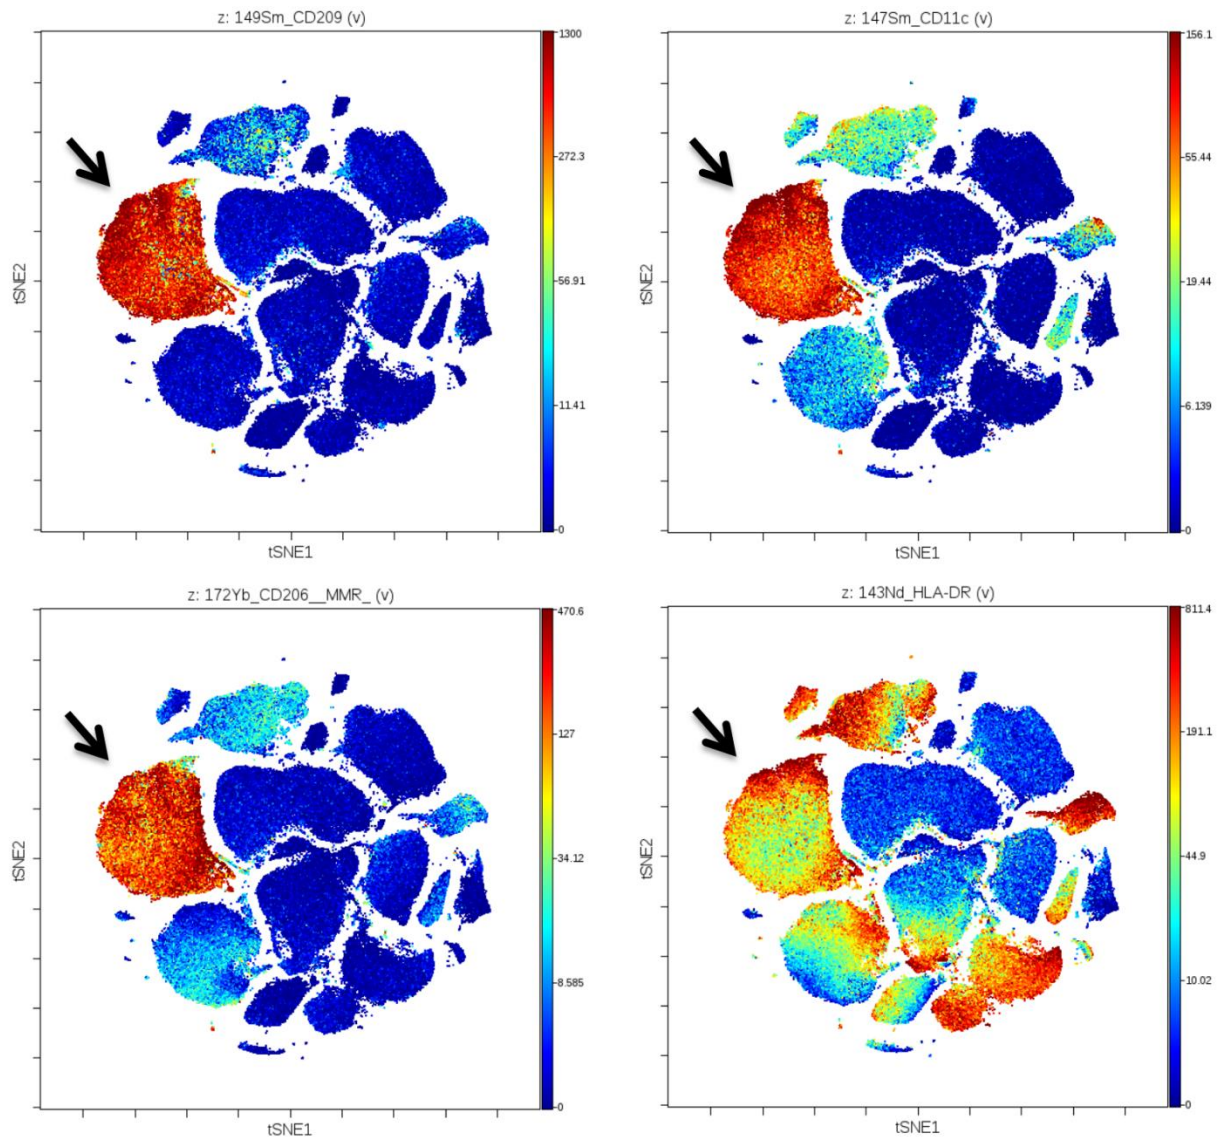 z: 149Sm_CD209 (v)
1300
272.3
56.91
11.41
0
tSNE2
tSNE1
z: 147Sm_CD11c (v)
156.1
55.44
19.44
6.139
0
tSNE2
tSNE1
z: 172Yb_CD206__MMR_ (v)
470.6
127
34.12
8.585
0
tSNE2
tSNE1
z: 143Nd_HLA-DR (v)
811.4
191.1
44.9
10.02
0
tSNE2
tSNE1